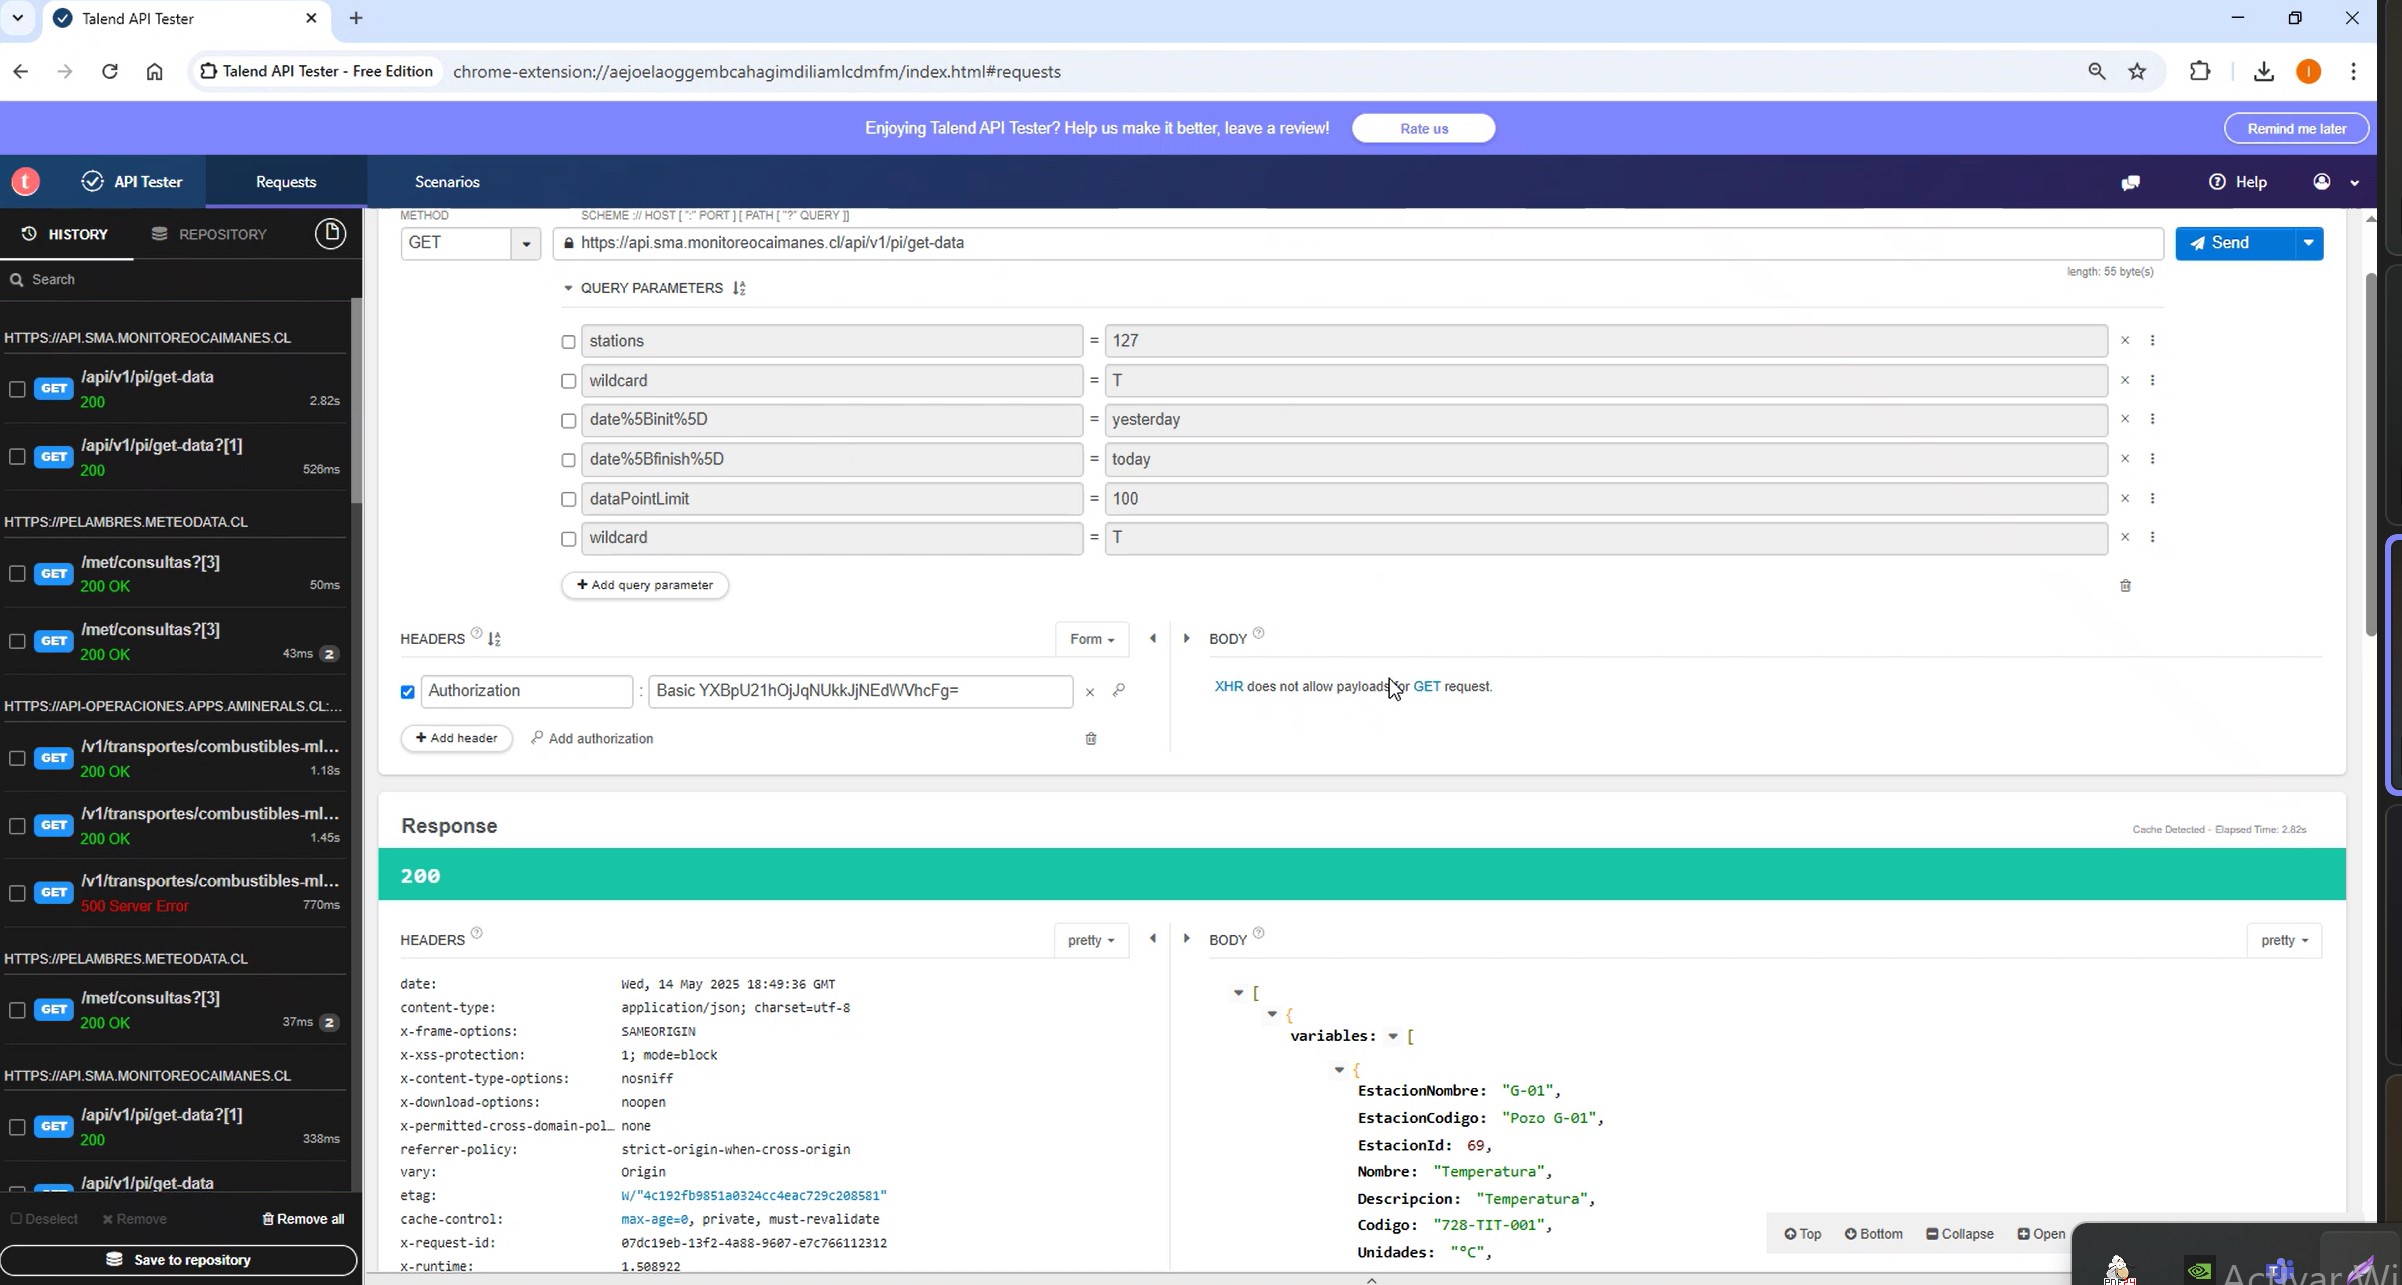 Talend API Tester
Talend API Tester - Free Edition
chrome-extension://aejoelaoggembcahagimdiliamlcdmfm/index.html#requests
Enjoying Talend API Tester? Help us make it better, leave a review!
Rate us
Remind me later
t
API Tester
Requests
Scenarios
Help
HISTORY
REPOSITORY
Search
HTTPS://API.SMA.MONITOREOCAIMANES.CL
GET
/api/v1/pi/get-data
200
2.82s
GET
/api/v1/pi/get-data?[1]
200
526ms
HTTPS://PELAMBRES.METEODATA.CL
GET
/met/consultas?[3]
200 OK
50ms
GET
/met/consultas?[3]
200 OK
43ms 2
HTTPS://API-OPERACIONES.APPS.AMINERALS.CL:...
GET
/v1/transportes/combustibles-ml...
200 OK
1.18s
GET
/v1/transportes/combustibles-ml...
200 OK
1.45s
GET
/v1/transportes/combustibles-ml...
500 Server Error
770ms
HTTPS://PELAMBRES.METEODATA.CL
GET
/met/consultas?[3]
200 OK
37ms 2
HTTPS://API.SMA.MONITOREOCAIMANES.CL
GET
/api/v1/pi/get-data?[1]
200
338ms
/api/v1/pi/get-data
Deselect
Remove
Remove all
Save to repository
METHOD
SCHEME :// HOST [ ":" PORT ] [ PATH [ "?" QUERY ]]
GET
https://api.sma.monitoreocaimanes.cl/api/v1/pi/get-data
Send
length: 55 byte(s)
QUERY PARAMETERS
stations = 127
wildcard = T
date%5Binit%5D = yesterday
date%5Bfinish%5D = today
dataPointLimit = 100
wildcard = T
+ Add query parameter
HEADERS
Form
BODY
Authorization : Basic YXBpU21hOjJqNUkkJjNEdWVhcFg=
XHR does not allow payloads for GET request.
+ Add header
Add authorization
Response
Cache Detected - Elapsed Time: 2.82s
200
HEADERS
pretty
BODY
pretty
date: Wed, 14 May 2025 18:49:36 GMT
content-type: application/json; charset=utf-8
x-frame-options: SAMEORIGIN
x-xss-protection: 1; mode=block
x-content-type-options: nosniff
x-download-options: noopen
x-permitted-cross-domain-pol… none
referrer-policy: strict-origin-when-cross-origin
vary: Origin
etag: W/"4c192fb9851a0324cc4eac729c208581"
cache-control: max-age=0, private, must-revalidate
x-request-id: 07dc19eb-13f2-4a88-9607-e7c766112312
x-runtime: 1.508922
[
{
variables: [
{
EstacionNombre: "G-01",
EstacionCodigo: "Pozo G-01",
EstacionId: 69,
Nombre: "Temperatura",
Descripcion: "Temperatura",
Codigo: "728-TIT-001",
Unidades: "°C",
Top
Bottom
Collapse
Open